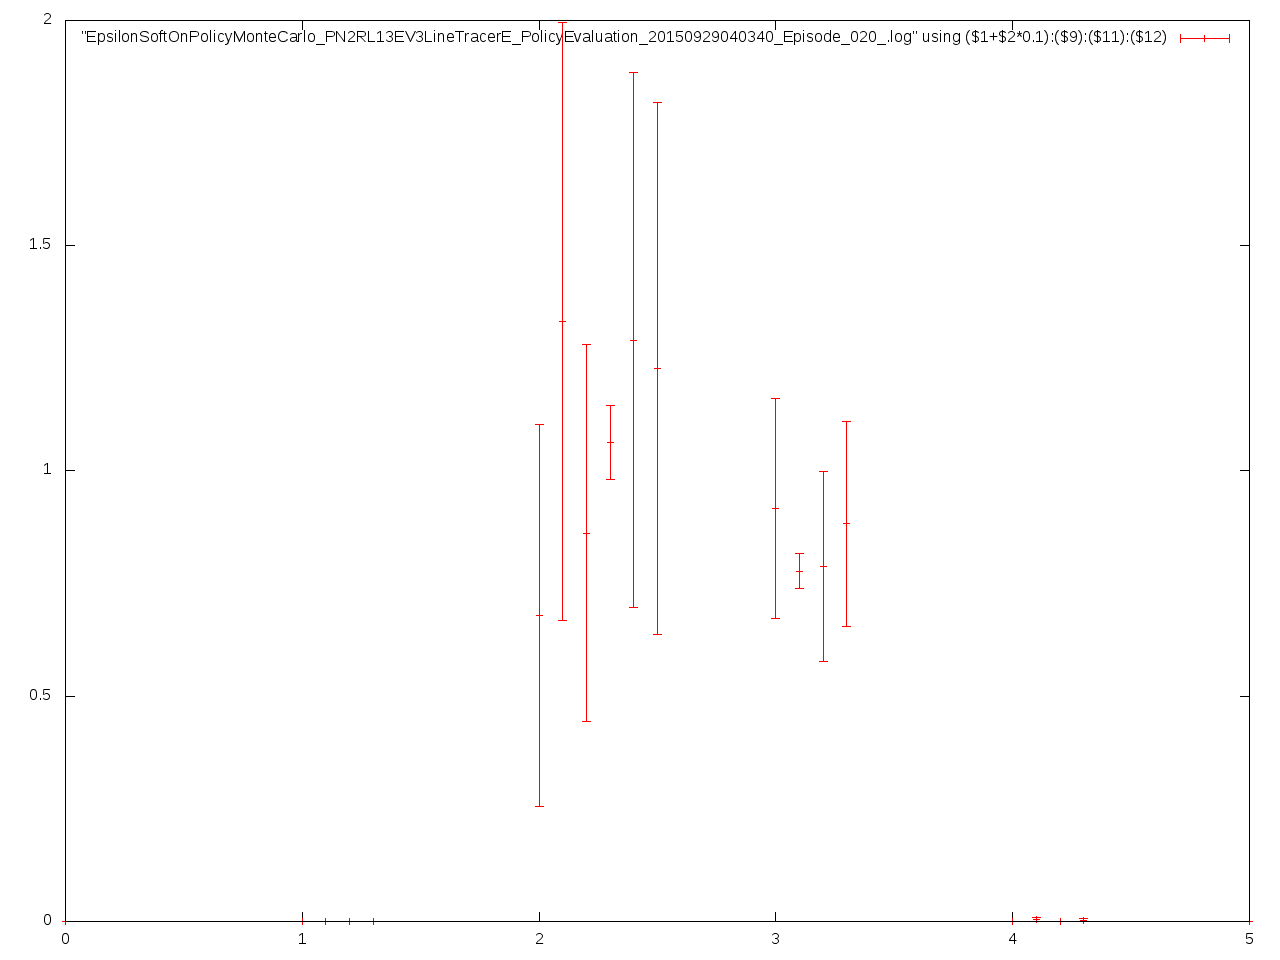 2
"EpsilonSoftOnPolicyMonteCarlo_PN2RL13EV3LineTracerE_PolicyEvaluation_20150929040340_Episode_020_.log" using ($1+$2*0.1):($9):($11):($12)
1.5
1
0.5
0
0 1 2 3 4 5